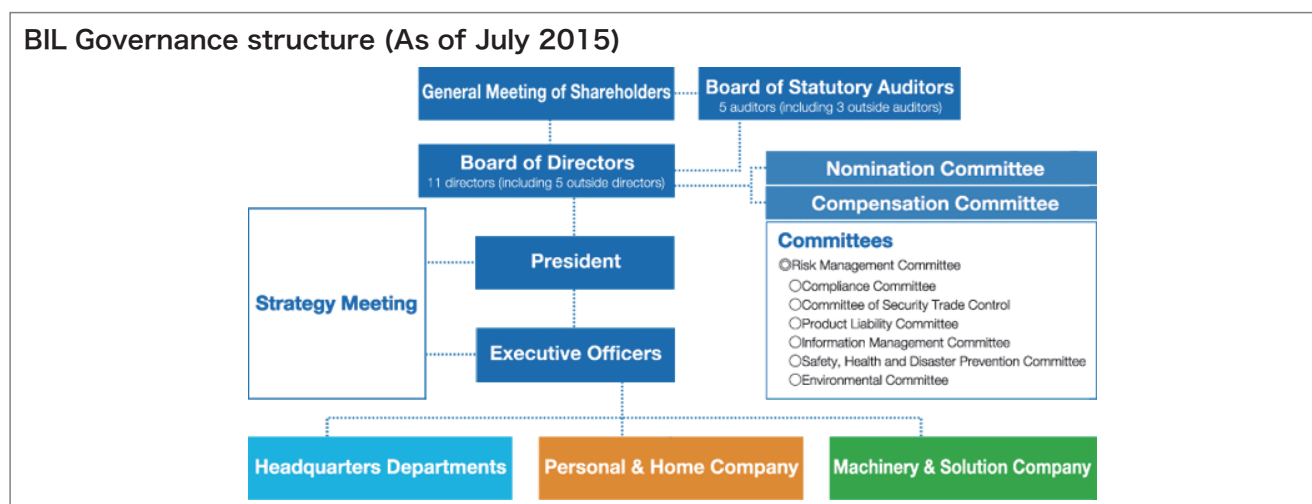 BIL Governance structure (As of July 2015)
General Meeting of Shareholders
Board of Statutory Auditors
5 auditors (including 3 outside auditors)
Board of Directors
11 directors (including 5 outside directors)
Nomination Committee
Compensation Committee
Strategy Meeting
President
Executive Officers
Committees
◎Risk Management Committee
○Compliance Committee
○Committee of Security Trade Control
○Product Liability Committee
○Information Management Committee
○Safety, Health and Disaster Prevention Committee
○Environmental Committee
Headquarters Departments
Personal & Home Company
Machinery & Solution Company